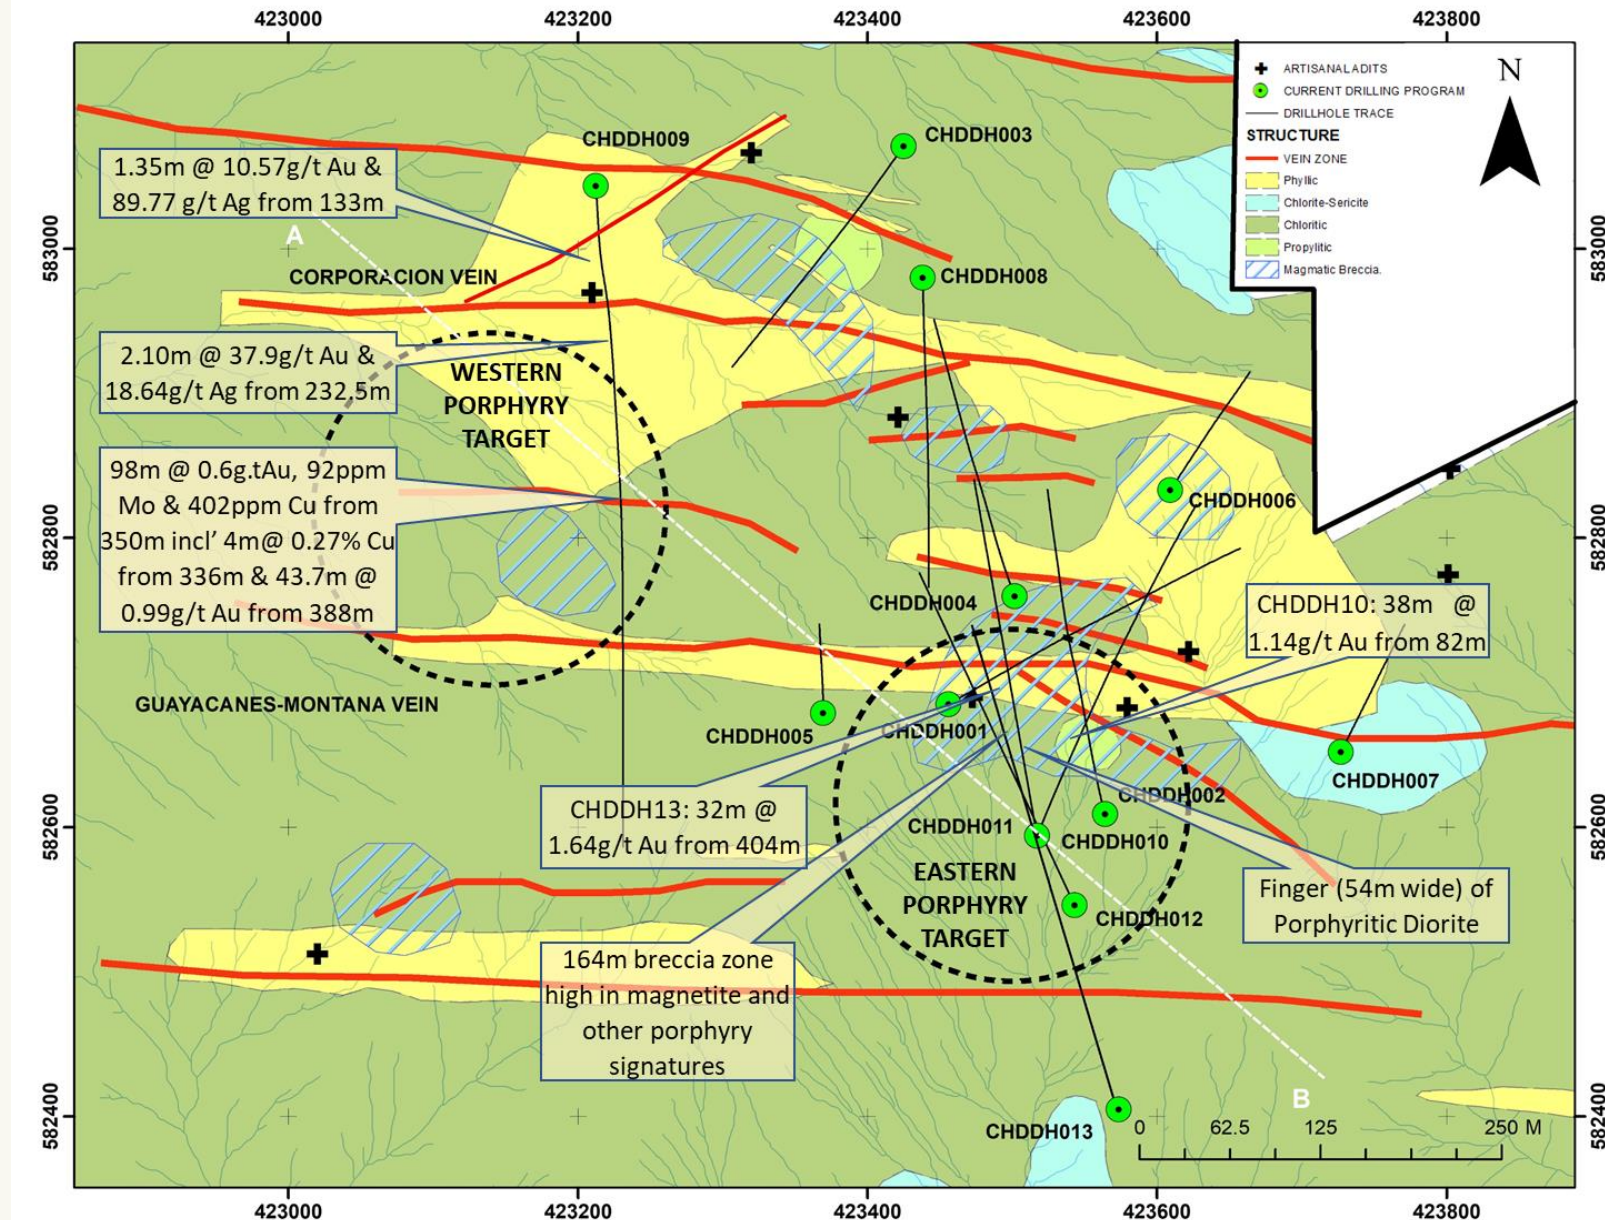 423000 423200 423400 423600 423800
ARTISANALADITS
CURRENT DRILLING PROGRAM
DRILLHOLE TRACE
STRUCTURE
VEIN ZONE
Phyllic
Chlorite-Sericite
Chloritic
Propylitic
Magmatic Breccia.
N
CHDDH009
CHDDH003
1.35m @ 10.57g/t Au &
89.77 g/t Ag from 133m
583000
583000
A
CORPORACION VEIN
CHDDH008
2.10m @ 37.9g/t Au &
18.64g/t Ag from 232.5m
WESTERN
PORPHYRY
TARGET
98m @ 0.6g.tAu, 92ppm
Mo & 402ppm Cu from
350m incl’ 4m@ 0.27% Cu
from 336m & 43.7m @
0.99g/t Au from 388m
CHDDH006
582800
582800
CHDDH004
CHDDH10: 38m @
1.14g/t Au from 82m
GUAYACANES-MONTANA VEIN
CHDDH005
CHDDH001
CHDDH007
CHDDH002
CHDDH13: 32m @
1.64g/t Au from 404m
582600
582600
CHDDH011
CHDDH010
EASTERN
PORPHYRY
TARGET
CHDDH012
Finger (54m wide) of
Porphyritic Diorite
164m breccia zone
high in magnetite and
other porphyry
signatures
B
582400
582400
CHDDH013
0 62.5 125 250 M
423000 423200 423400 423600 423800